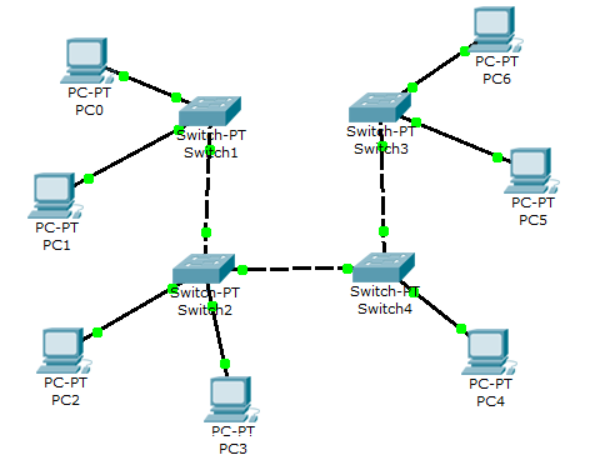 PC-PT
PC0
PC-PT
PC6
Switch-PT
Switch1
Switch-PT
Switch3
PC-PT
PC1
PC-PT
PC5
Switch-PT
Switch2
Switch-PT
Switch4
PC-PT
PC2
PC-PT
PC4
PC-PT
PC3